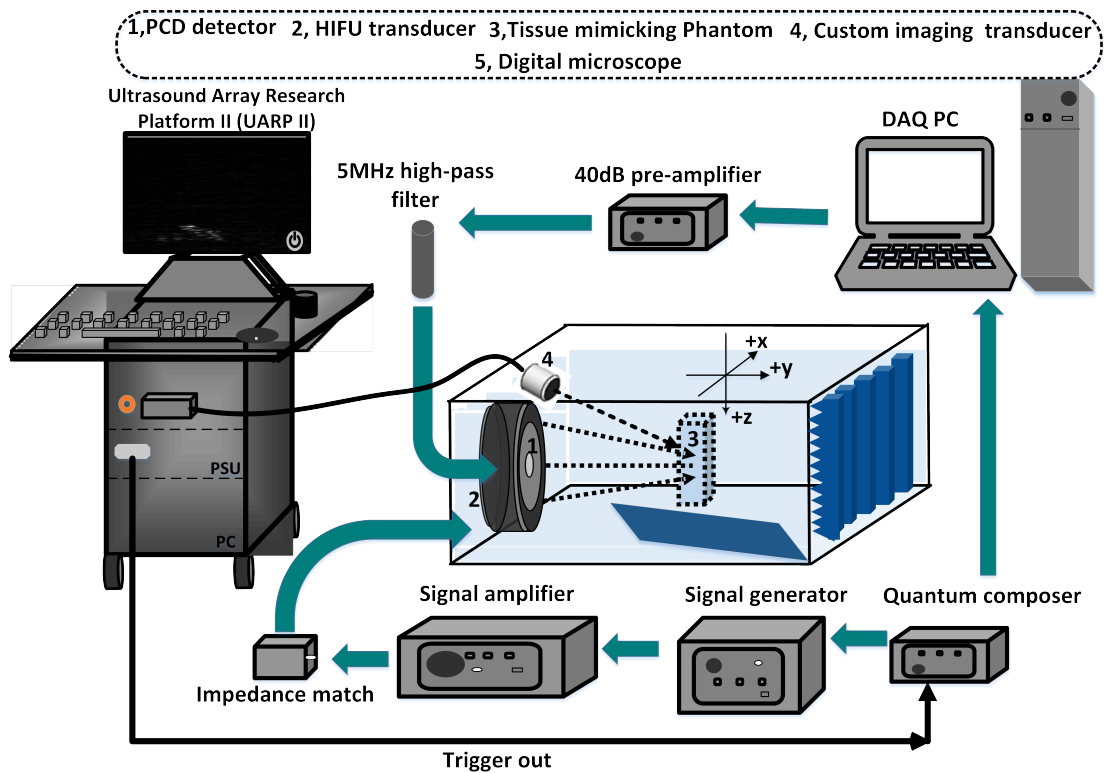 1,PCD detector 2, HIFU transducer 3,Tissue mimicking Phantom 4, Custom imaging transducer
5, Digital microscope
Ultrasound Array Research
Platform II (UARP II)
DAQ PC
5MHz high-pass
filter
40dB pre-amplifier
+x
+y
+z
4
3
1
2
PSU
PC
Signal amplifier
Signal generator
Quantum composer
Impedance match
Trigger out